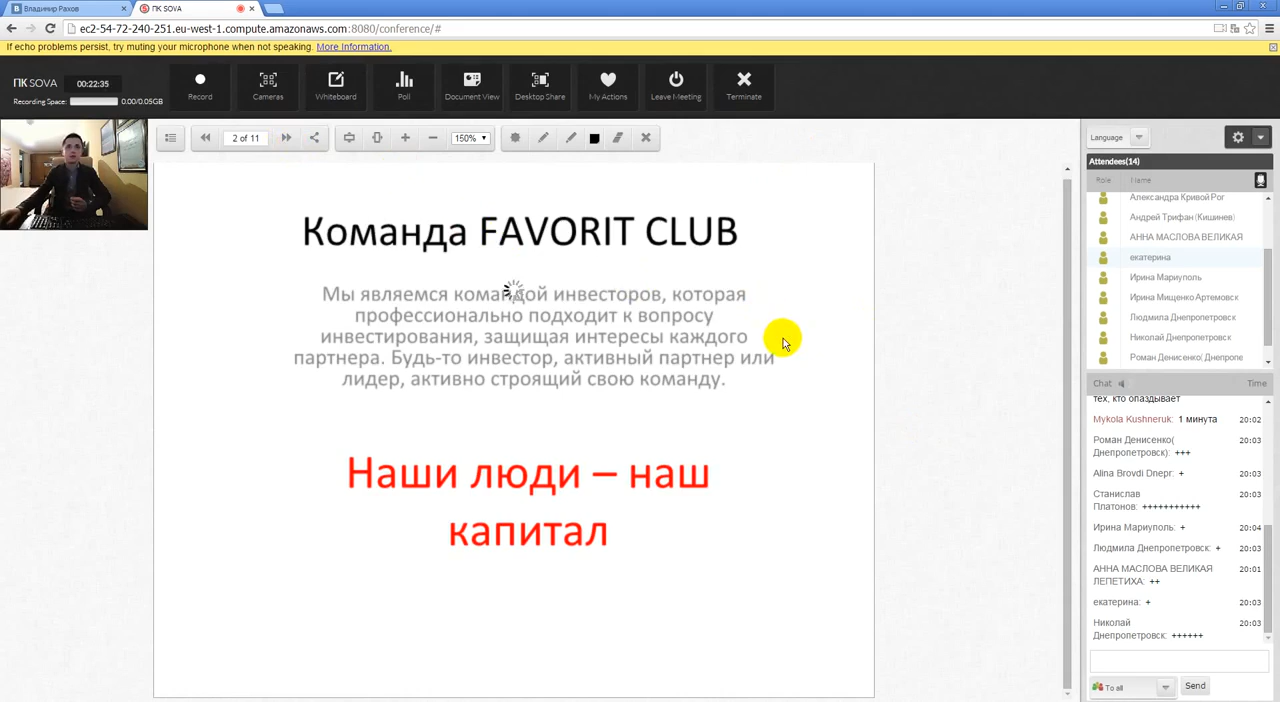 Владимир Рахов
ПК SOVA
ec2-54-72-240-251.eu-west-1.compute.amazonaws.com:8080/conference/#
If echo problems persist, try muting your microphone when not speaking. More Information.
ПК SOVA
00:22:35
Recording Space:
0.00/0.05GB
Record
Cameras
Whiteboard
Poll
Document View
Desktop Share
My Actions
Leave Meeting
Terminate
2 of 11
150%
Команда FAVORIT CLUB
Мы являемся командой инвесторов, которая
профессионально подходит к вопросу
инвестирования, защищая интересы каждого
партнера. Будь-то инвестор, активный партнер или
лидер, активно строящий свою команду.
Наши люди – наш
капитал
Language
Attendees(14)
Role Name
Александра Кривой Рог
Андрей Трифан (Кишинев)
АННА МАСЛОВА ВЕЛИКАЯ
екатерина
Ирина Мариуполь
Ирина Мищенко Артемовск
Людмила Днепропетровск
Николай Днепропетровск
Роман Денисенко( Днепропе
Chat Time
тех, кто опаздывает
Mykola Kushneruk: 1 минута 20:02
Роман Денисенко( 20:03
Днепропетровск): +++
Alina Brovdi Dnepr: + 20:03
Станислав 20:03
Платонов: +++++++++++
Ирина Мариуполь: + 20:04
Людмила Днепропетровск: + 20:03
АННА МАСЛОВА ВЕЛИКАЯ 20:01
ЛЕПЕТИХА: ++
екатерина: + 20:03
Николай 20:03
Днепропетровск: ++++++
To all
Send